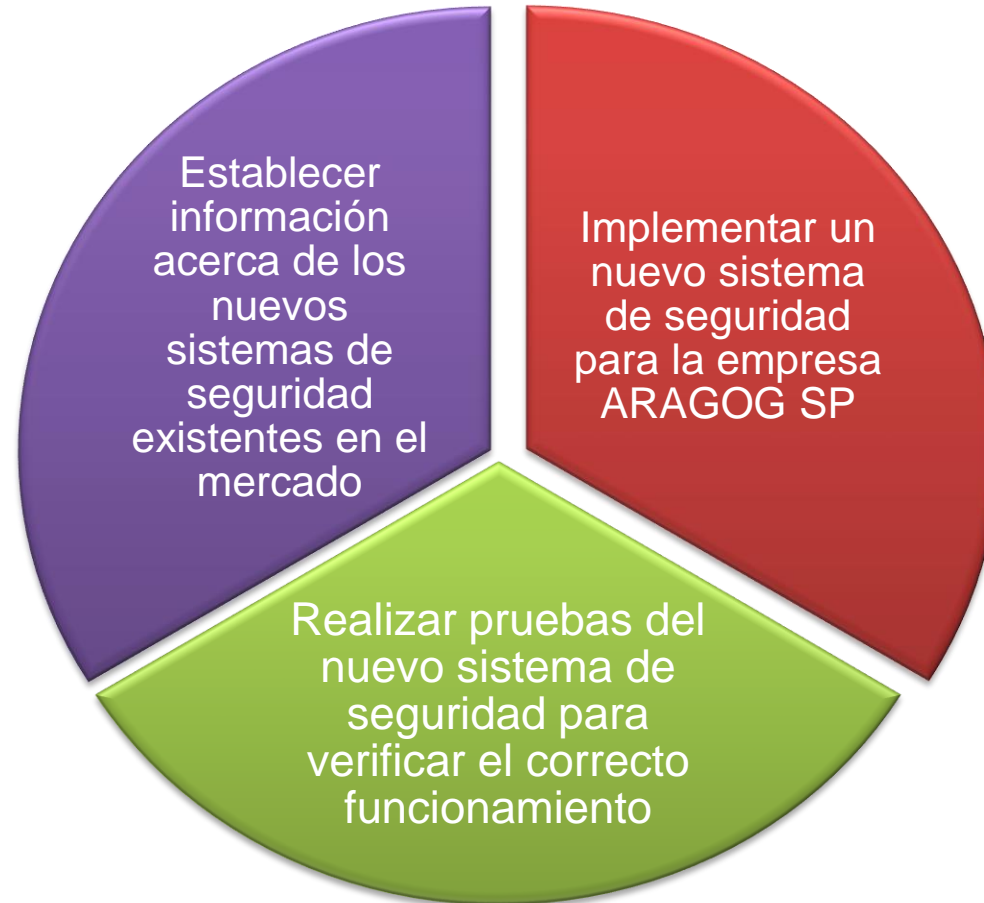 Establecer
información
acerca de los
nuevos
sistemas de
seguridad
existentes en el
mercado
Implementar un
nuevo sistema
de seguridad
para la empresa
ARAGOG SP
Realizar pruebas del
nuevo sistema de
seguridad para
verificar el correcto
funcionamiento